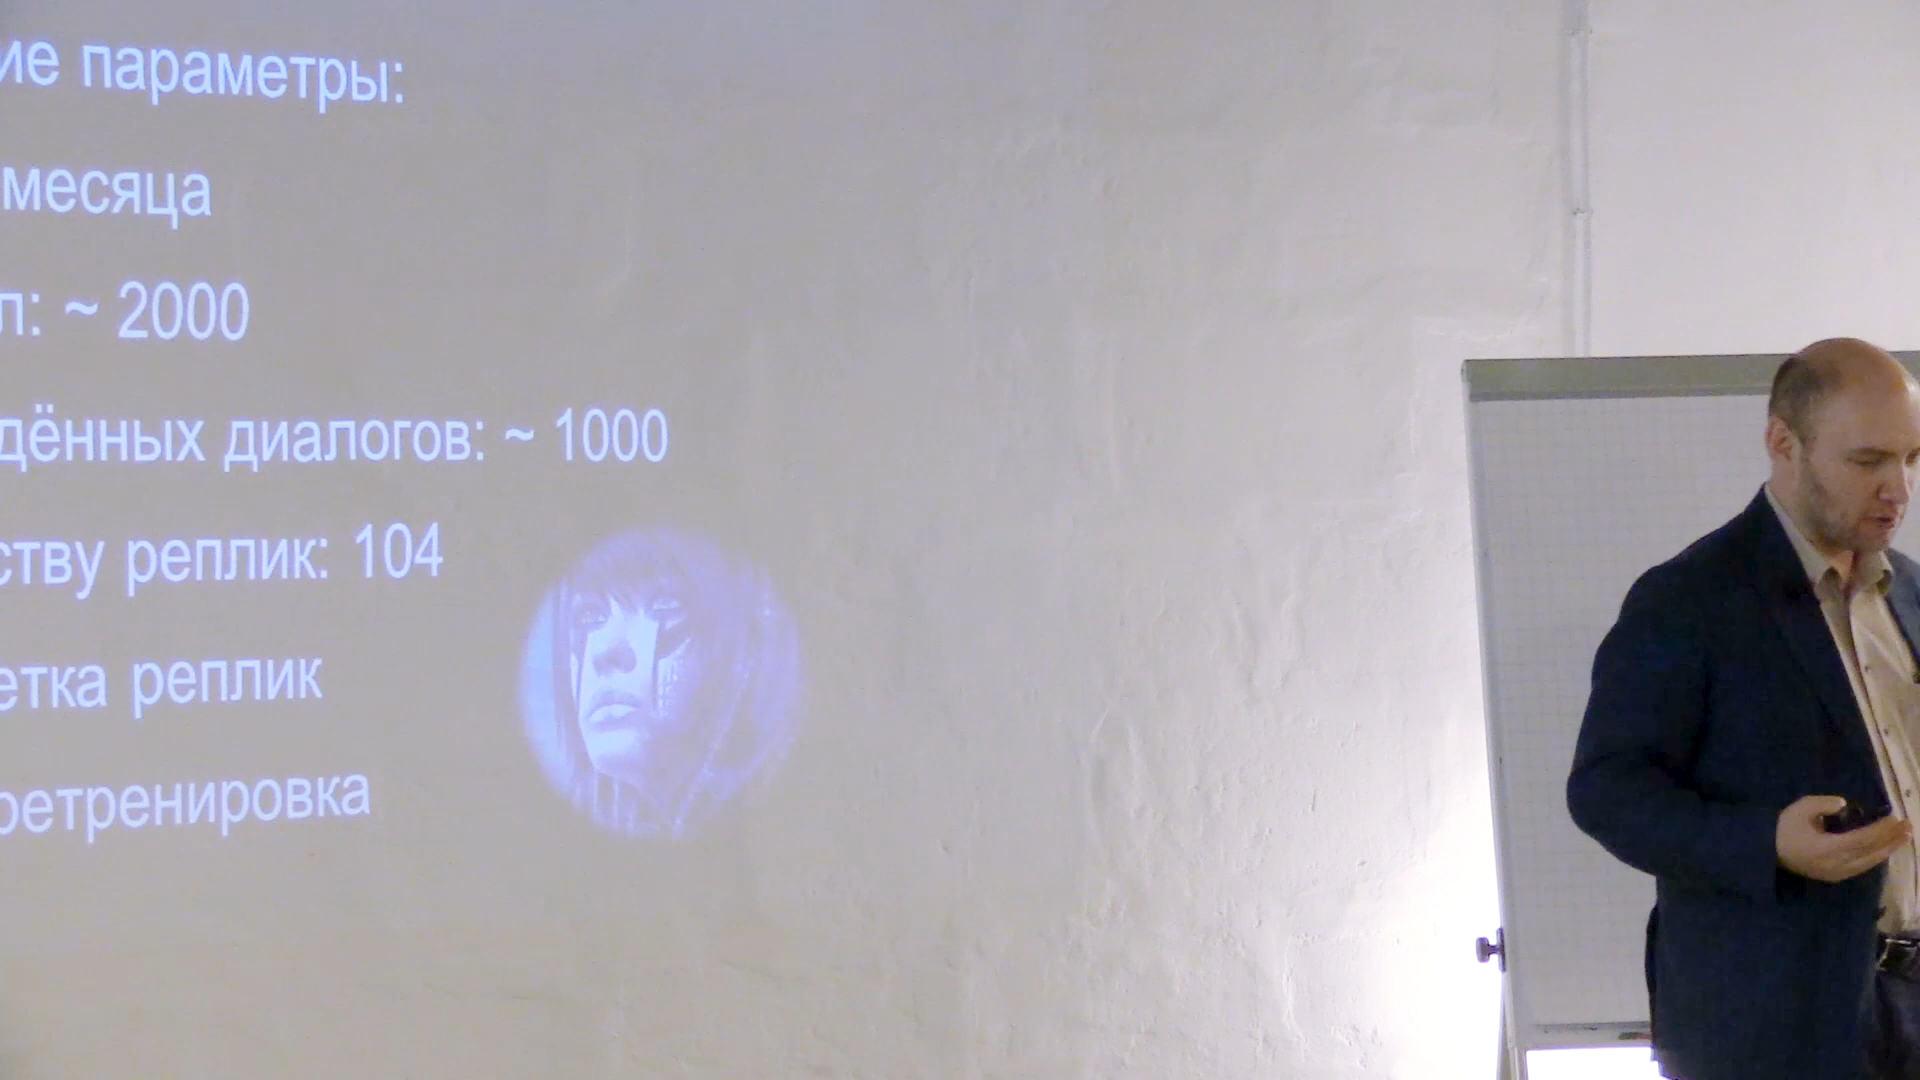 ие параметры:
месяца
л: ~ 2000
дённых диалогов: ~ 1000
ству реплик: 104
етка реплик
ретренировка